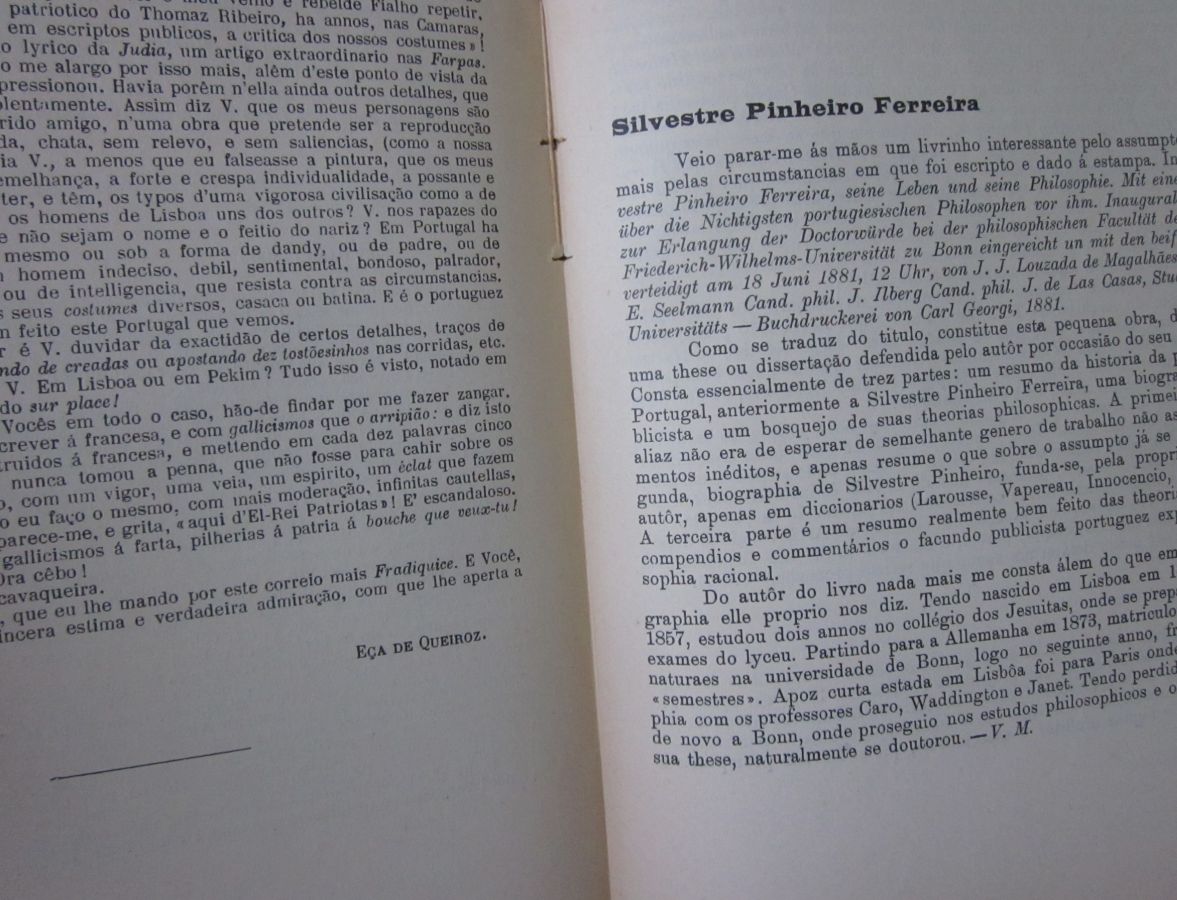 rebelde Fialho repetir,
patriotico do Thomaz Ribeiro, ha annos, nas Camaras,
em escriptos publicos, a critica dos nossos costumes»!
o lyrico da Judia, um artigo extraordinario nas Farpas.
o me alargo por isso mais, alêm d'este ponto de vista da
pressionou. Havia porêm n'ella ainda outros detalhes, que
olentamente. Assim diz V. que os meus personagens são
rido amigo, n'uma obra que pretende ser a reproducção
da, chata, sem relevo, e sem saliencias, (como a nossa
ia V., a menos que eu falseasse a pintura, que os meus
emelhança, a forte e crespa individualidade, a possante e
ter, e têm, os typos d'uma vigorosa civilisação como a de
os homens de Lisboa uns dos outros? V. nos rapazes do
e não sejam o nome e o feitio do nariz? Em Portugal ha
mesmo ou sob a forma de dandy, ou de padre, ou de
homem indeciso, debil, sentimental, bondoso, palrador,
ou de intelligencia, que resista contra as circumstancias.
s seus costumes diversos, casaca ou batina. E é o portuguez
m feito este Portugal que vemos.
r é V. duvidar da exactidão de certos detalhes, traços de
ndo de creadas ou apostando dez tostõesinhos nas corridas, etc.
V. Em Lisboa ou em Pekim? Tudo isso é visto, notado em
do sur place!
Vocês em todo o caso, hão-de findar por me fazer zangar.
crever á francesa, e com gallicismos que o arripião: e diz isto
truidos á francesa, e mettendo em cada dez palavras cinco
nunca tomou a penna, que não fosse para cahir sobre os
o, com um vigor, uma veia, um espirito, um éclat que fazem
o eu faço o mesmo, com mais moderação, infinitas cautellas,
parece-me, e grita, «aqui d'El-Rei Patriotas»! E' escandaloso.
gallicismos á farta, pilherias á patria á bouche que veux-tu!
Ora cêbo!
cavaqueira.
, que eu lhe mando por este correio mais Fradiquice. E Você,
incera estima e verdadeira admiração, com que lhe aperta a
EÇA DE QUEIROZ.
Silvestre Pinheiro Ferreira
Veio parar-me ás mãos um livrinho interessante pelo assumpto
mais pelas circumstancias em que foi escripto e dado á estampa. In
vestre Pinheiro Ferreira, seine Leben und seine Philosophie. Mit eine
über die Nichtigsten portugiesischen Philosophen vor ihm. Inaugural
zur Erlangung der Doctorwürde bei der philosophischen Facultät de
Friederich-Wilhelms-Universität zu Bonn eingereicht un mit den beif
verteidigt am 18 Juni 1881, 12 Uhr, von J. J. Louzada de Magalhães
E. Seelmann Cand. phil. J. Ilberg Cand. phil. J. de Las Casas, Stu
Universitäts — Buchdruckerei von Carl Georgi, 1881.
Como se traduz do titulo, constitue esta pequena obra, d
uma these ou dissertação defendida pelo autôr por occasião do seu
Consta essencialmente de trez partes: um resumo da historia da p
Portugal, anteriormente a Silvestre Pinheiro Ferreira, uma biogra
blicista e um bosquejo de suas theorias philosophicas. A primei
aliaz não era de esperar de semelhante genero de trabalho não as
mentos inéditos, e apenas resume o que sobre o assumpto já se
gunda, biographia de Silvestre Pinheiro, funda-se, pela propri
autôr, apenas em diccionarios (Larousse, Vapereau, Innocencio,
A terceira parte é um resumo realmente bem feito das theoria
compendios e commentários o facundo publicista portuguez exp
sophia racional.
Do autôr do livro nada mais me consta álem do que em
graphia elle proprio nos diz. Tendo nascido em Lisboa em 1
1857, estudou dois annos no collégio dos Jesuitas, onde se prepa
exames do lyceu. Partindo para a Allemanha em 1873, matrículo
naturaes na universidade de Bonn, logo no seguinte anno, fr
«semestres». Apoz curta estada em Lisbôa foi para Paris onde
phia com os professores Caro, Waddington e Janet. Tendo perdid
de novo a Bonn, onde proseguio nos estudos philosophicos e o
sua these, naturalmente se doutorou. — V. M.